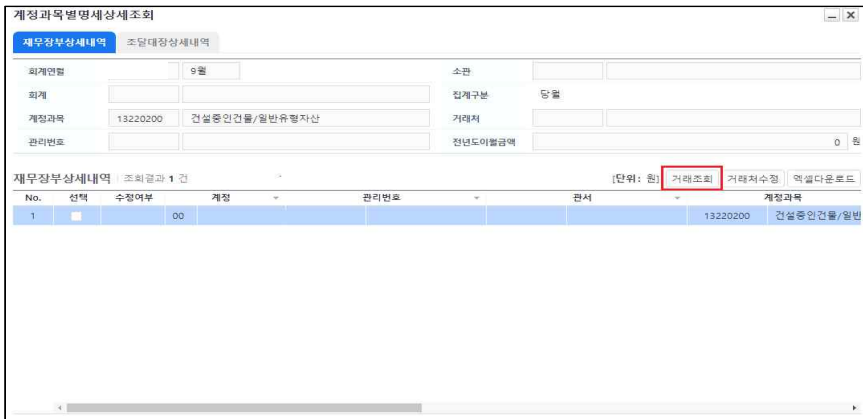 계정과목별명세상세조회
재무장부상세내역 조달대장상세내역
회계연월 9월 소관
회계 집계구분 당월
계정과목 13220200 건설중인건물/일반유형자산 거래처
관리번호 전년도이월금액 0 원
재무장부상세내역 조회결과 1 건 [단위: 원] 거래조회 거래처수정 엑셀다운로드
No. 선택 수정여부 계정 관리번호 관서 계정과목
1 00 13220200 건설중인건물/일반